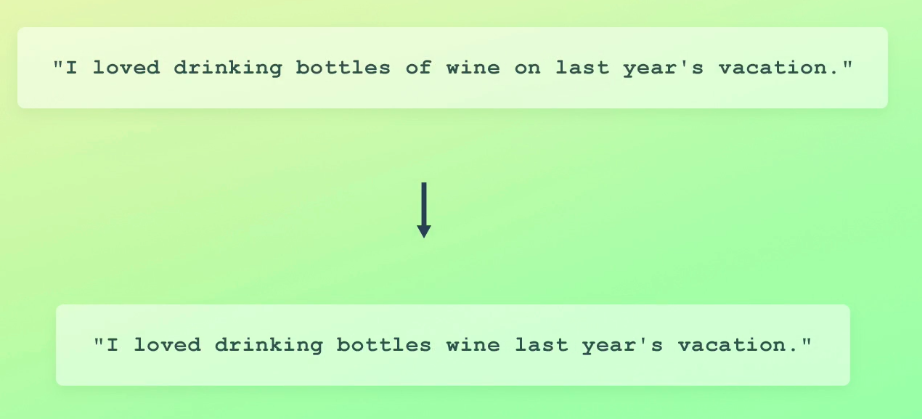 "I loved drinking bottles of wine on last year's vacation."
"I loved drinking bottles wine last year's vacation."